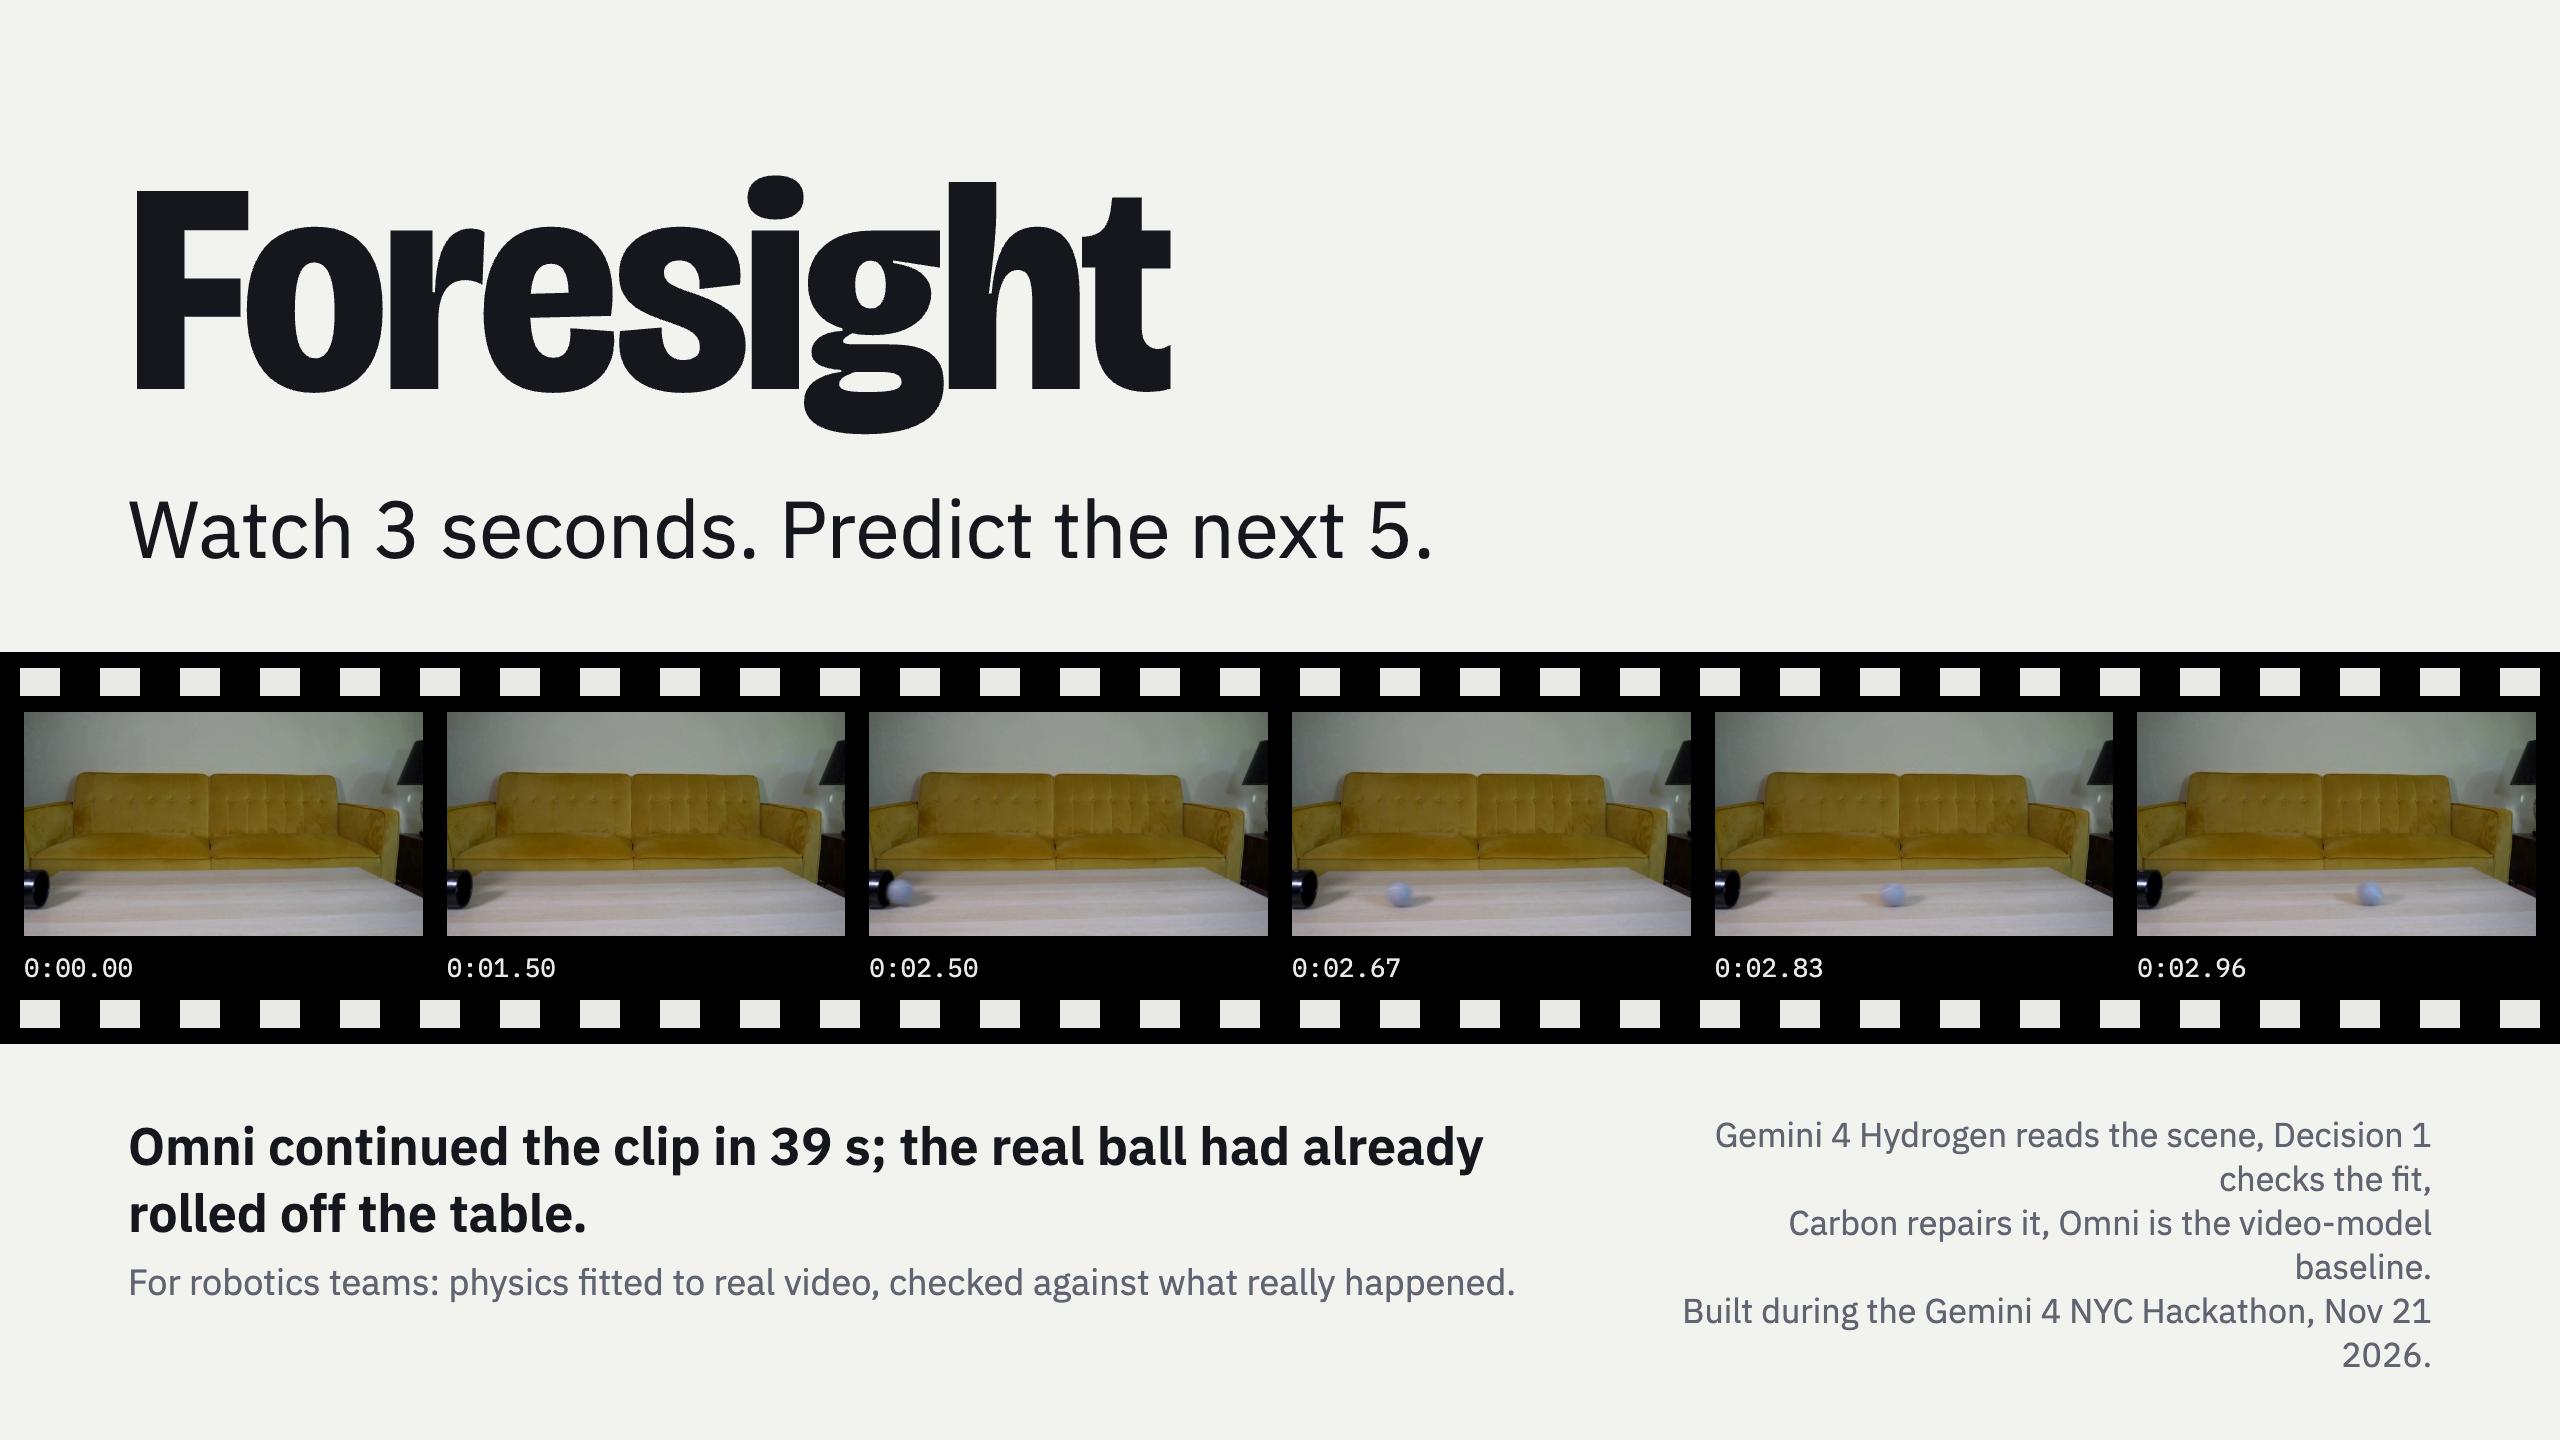 Foresight
Watch 3 seconds. Predict the next 5.
0:00.00
0:01.50
0:02.50
0:02.67
0:02.83
0:02.96
Omni continued the clip in 39 s; the real ball had already
rolled off the table.
For robotics teams: physics fitted to real video, checked against what really happened.
Gemini 4 Hydrogen reads the scene, Decision 1
checks the fit,
Carbon repairs it, Omni is the video-model
baseline.
Built during the Gemini 4 NYC Hackathon, Nov 21
2026.